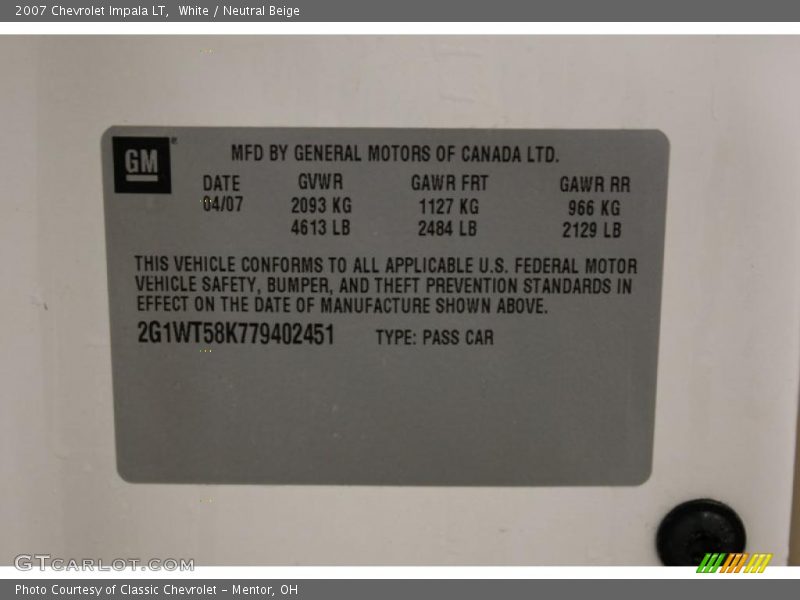 2007 Chevrolet Impala LT, White / Neutral Beige
GM
MFD BY GENERAL MOTORS OF CANADA LTD.
DATE GVWR GAWR FRT GAWR RR
04/07 2093 KG 1127 KG 966 KG
4613 LB 2484 LB 2129 LB
THIS VEHICLE CONFORMS TO ALL APPLICABLE U.S. FEDERAL MOTOR
VEHICLE SAFETY, BUMPER, AND THEFT PREVENTION STANDARDS IN
EFFECT ON THE DATE OF MANUFACTURE SHOWN ABOVE.
2G1WT58K779402451 TYPE: PASS CAR
GTCARLOT.COM
Photo Courtesy of Classic Chevrolet - Mentor, OH